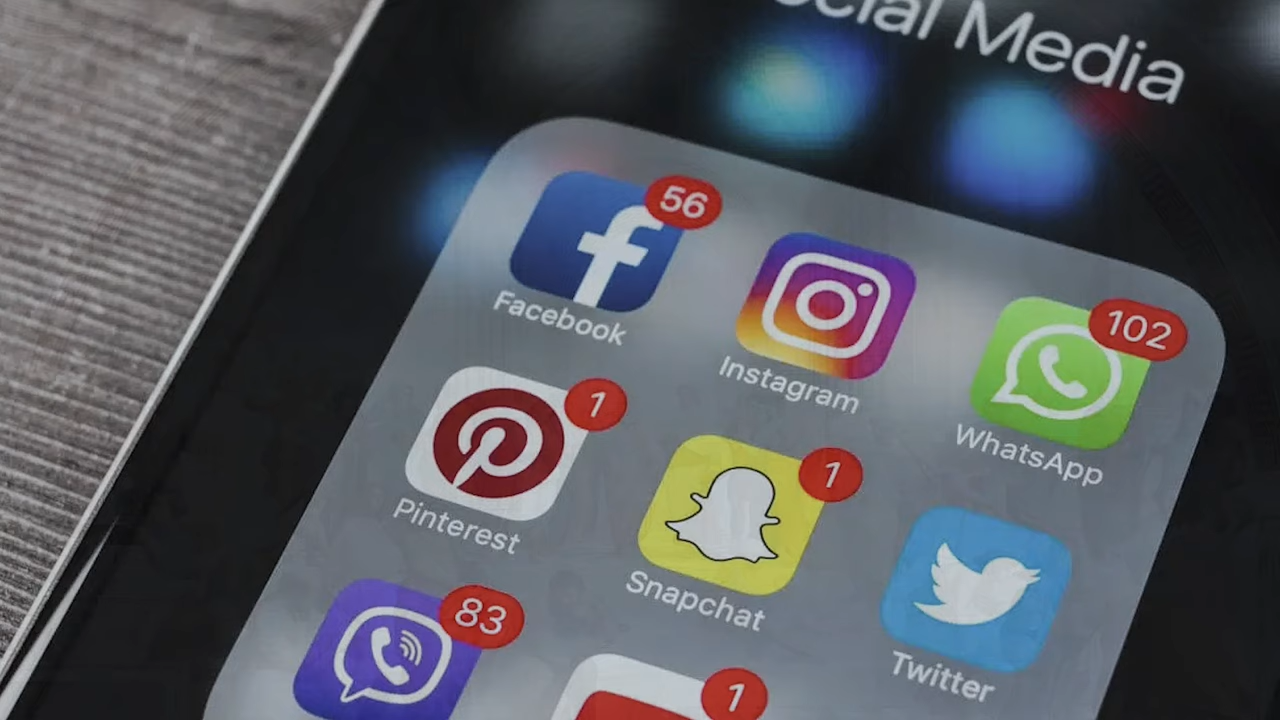 Social Media
56
Facebook
Instagram
102
WhatsApp
1
Pinterest
1
Snapchat
Twitter
83
1